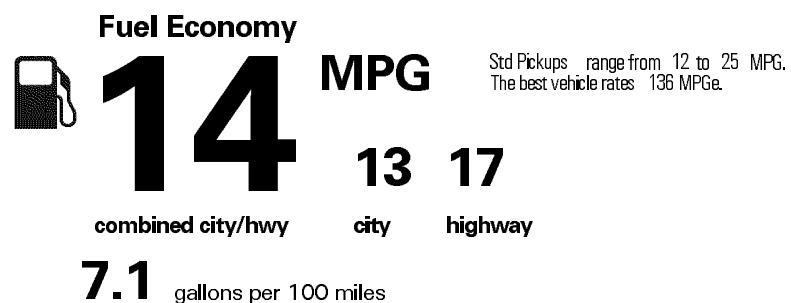 Fuel Economy
14 MPG
Std Pickups range from 12 to 25 MPG.
The best vehicle rates 136 MPGe.
13 17
combined city/hwy city highway
7.1 gallons per 100 miles